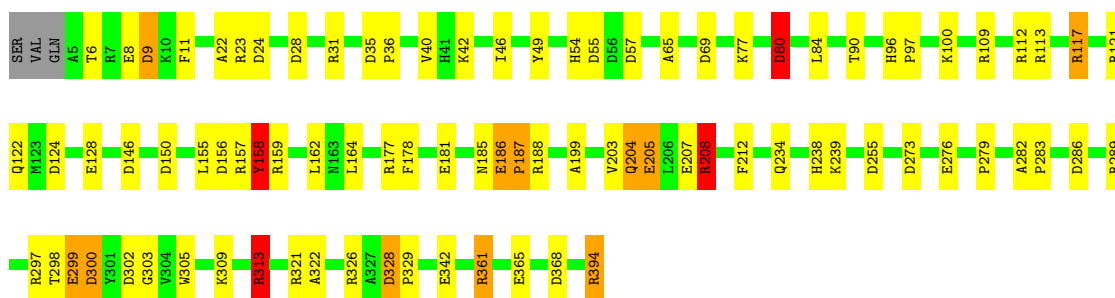 SER VAL GLN A5 T6 R7 E8 D9 K10 F11 A22 R23 D24 D28 R31 D35 P36 V40 H41 K42 I46 Y49 H54 D55 D56 D57 A65 D69 K77 D80 L84 T90 H96 P97 K100 R109 R112 R113 R117 R121
Q122 M123 D124 E128 D146 D150 L155 D156 R157 Y158 R159 L162 N163 L164 R177 F178 E181 N185 E186 P187 R188 A199 V203 Q204 E205 L206 E207 R208 F212 Q234 H238 K239 D255 D273 E276 P279 A282 P283 D286
R297 T298 E299 D300 Y301 D302 G303 V304 W305 K309 R313 R321 A322 R326 A327 D328 P329 E342 R361 E365 D368 R394